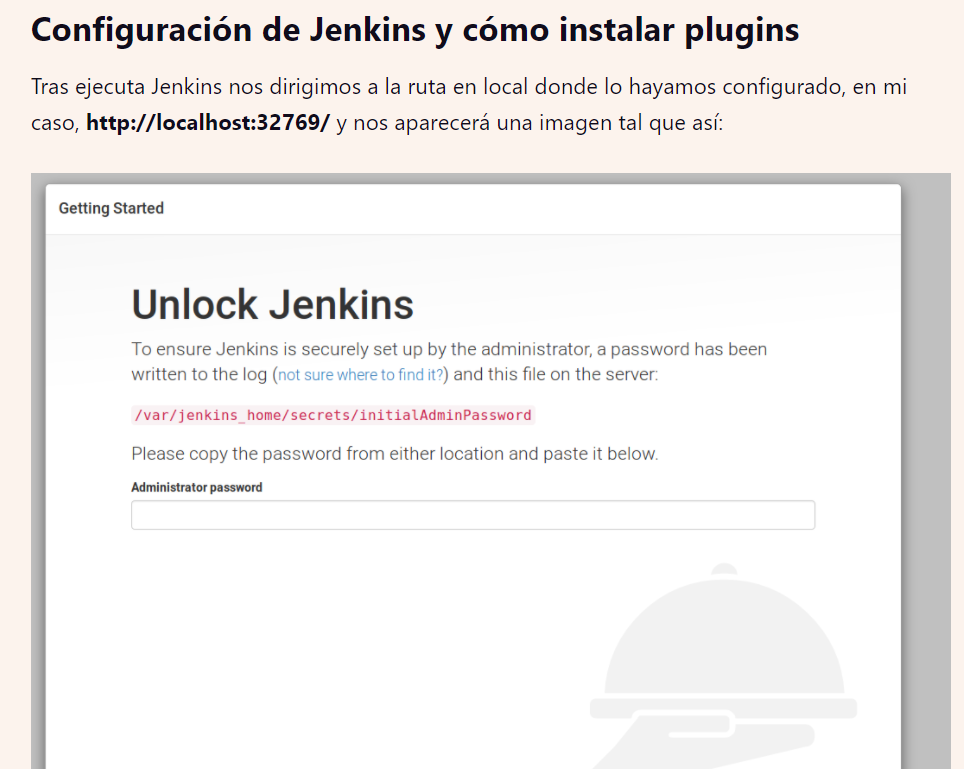 Configuración de Jenkins y cómo instalar plugins
Tras ejecuta Jenkins nos dirigimos a la ruta en local donde lo hayamos configurado, en mi
caso, http://localhost:32769/ y nos aparecerá una imagen tal que así:
Getting Started
Unlock Jenkins
To ensure Jenkins is securely set up by the administrator, a password has been
written to the log (not sure where to find it?) and this file on the server:
/var/jenkins_home/secrets/initialAdminPassword
Please copy the password from either location and paste it below.
Administrator password